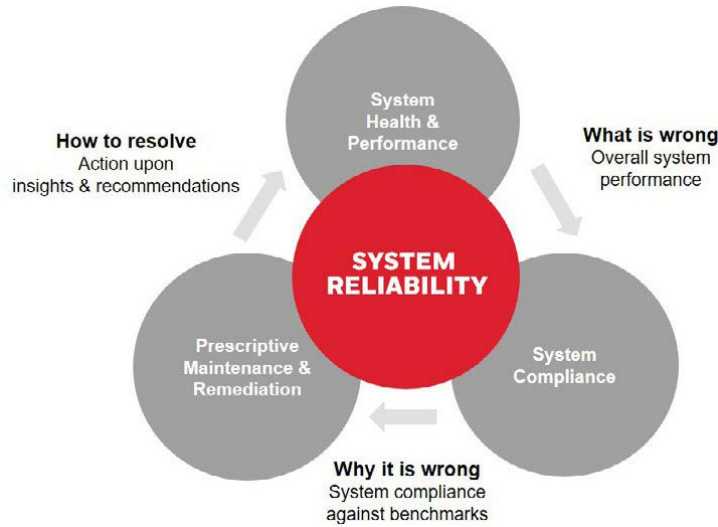 System
Health &
Performance
How to resolve
Action upon
insights & recommendations
What is wrong
Overall system
performance
SYSTEM
RELIABILITY
Prescriptive
Maintenance &
Remediation
System
Compliance
Why it is wrong
System compliance
against benchmarks